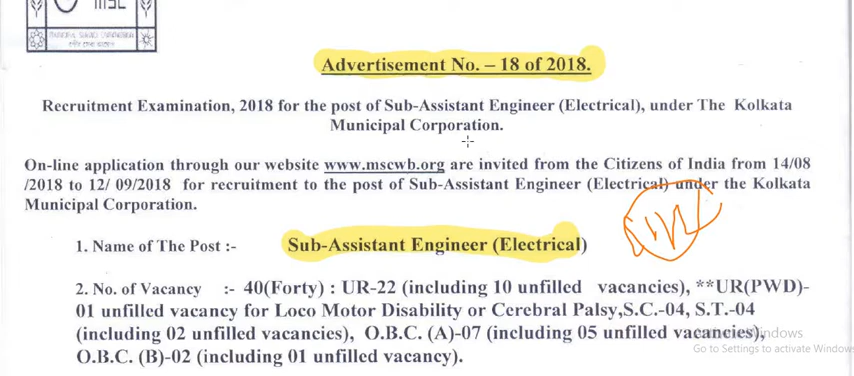 MSC
Advertisement No. – 18 of 2018.
Recruitment Examination, 2018 for the post of Sub-Assistant Engineer (Electrical), under The Kolkata
Municipal Corporation.
On-line application through our website www.mscwb.org are invited from the Citizens of India from 14/08
/2018 to 12/ 09/2018 for recruitment to the post of Sub-Assistant Engineer (Electrical) under the Kolkata
Municipal Corporation.
1. Name of The Post :- Sub-Assistant Engineer (Electrical)
2. No. of Vacancy :- 40(Forty) : UR-22 (including 10 unfilled vacancies), **UR(PWD)-
01 unfilled vacancy for Loco Motor Disability or Cerebral Palsy,S.C.-04, S.T.-04
(including 02 unfilled vacancies), O.B.C. (A)-07 (including 05 unfilled vacancies),
O.B.C. (B)-02 (including 01 unfilled vacancy).
Activate Windows
Go to Settings to activate Windows